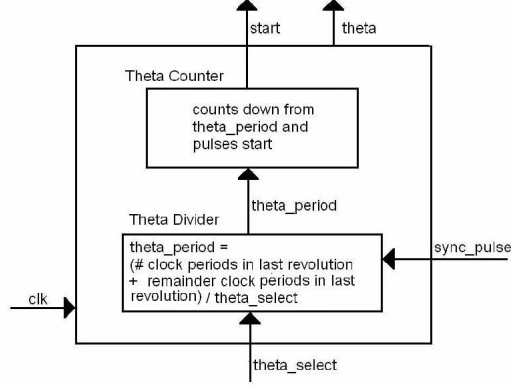 start
theta
Theta Counter
counts down from
theta_period and
pulses start
theta_period
Theta Divider
theta_period =
(# clock periods in last revolution
+ remainder clock periods in last
revolution) / theta_select
sync_pulse
clk
theta_select